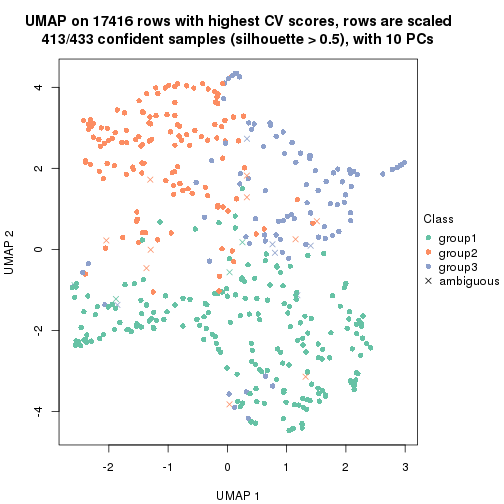 UMAP on 17416 rows with highest CV scores, rows are scaled
413/433 confident samples (silhouette > 0.5), with 10 PCs
4
2
0
-2
-4
UMAP 2
-2
-1
0
1
2
3
UMAP 1
Class
group1
group2
group3
ambiguous